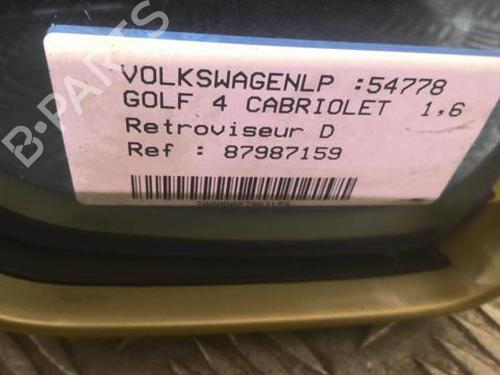 VOLKSWAGENLP :54778
GOLF 4 CABRIOLET 1,6
Retroviseur D
Ref : 87987159
B-Parts